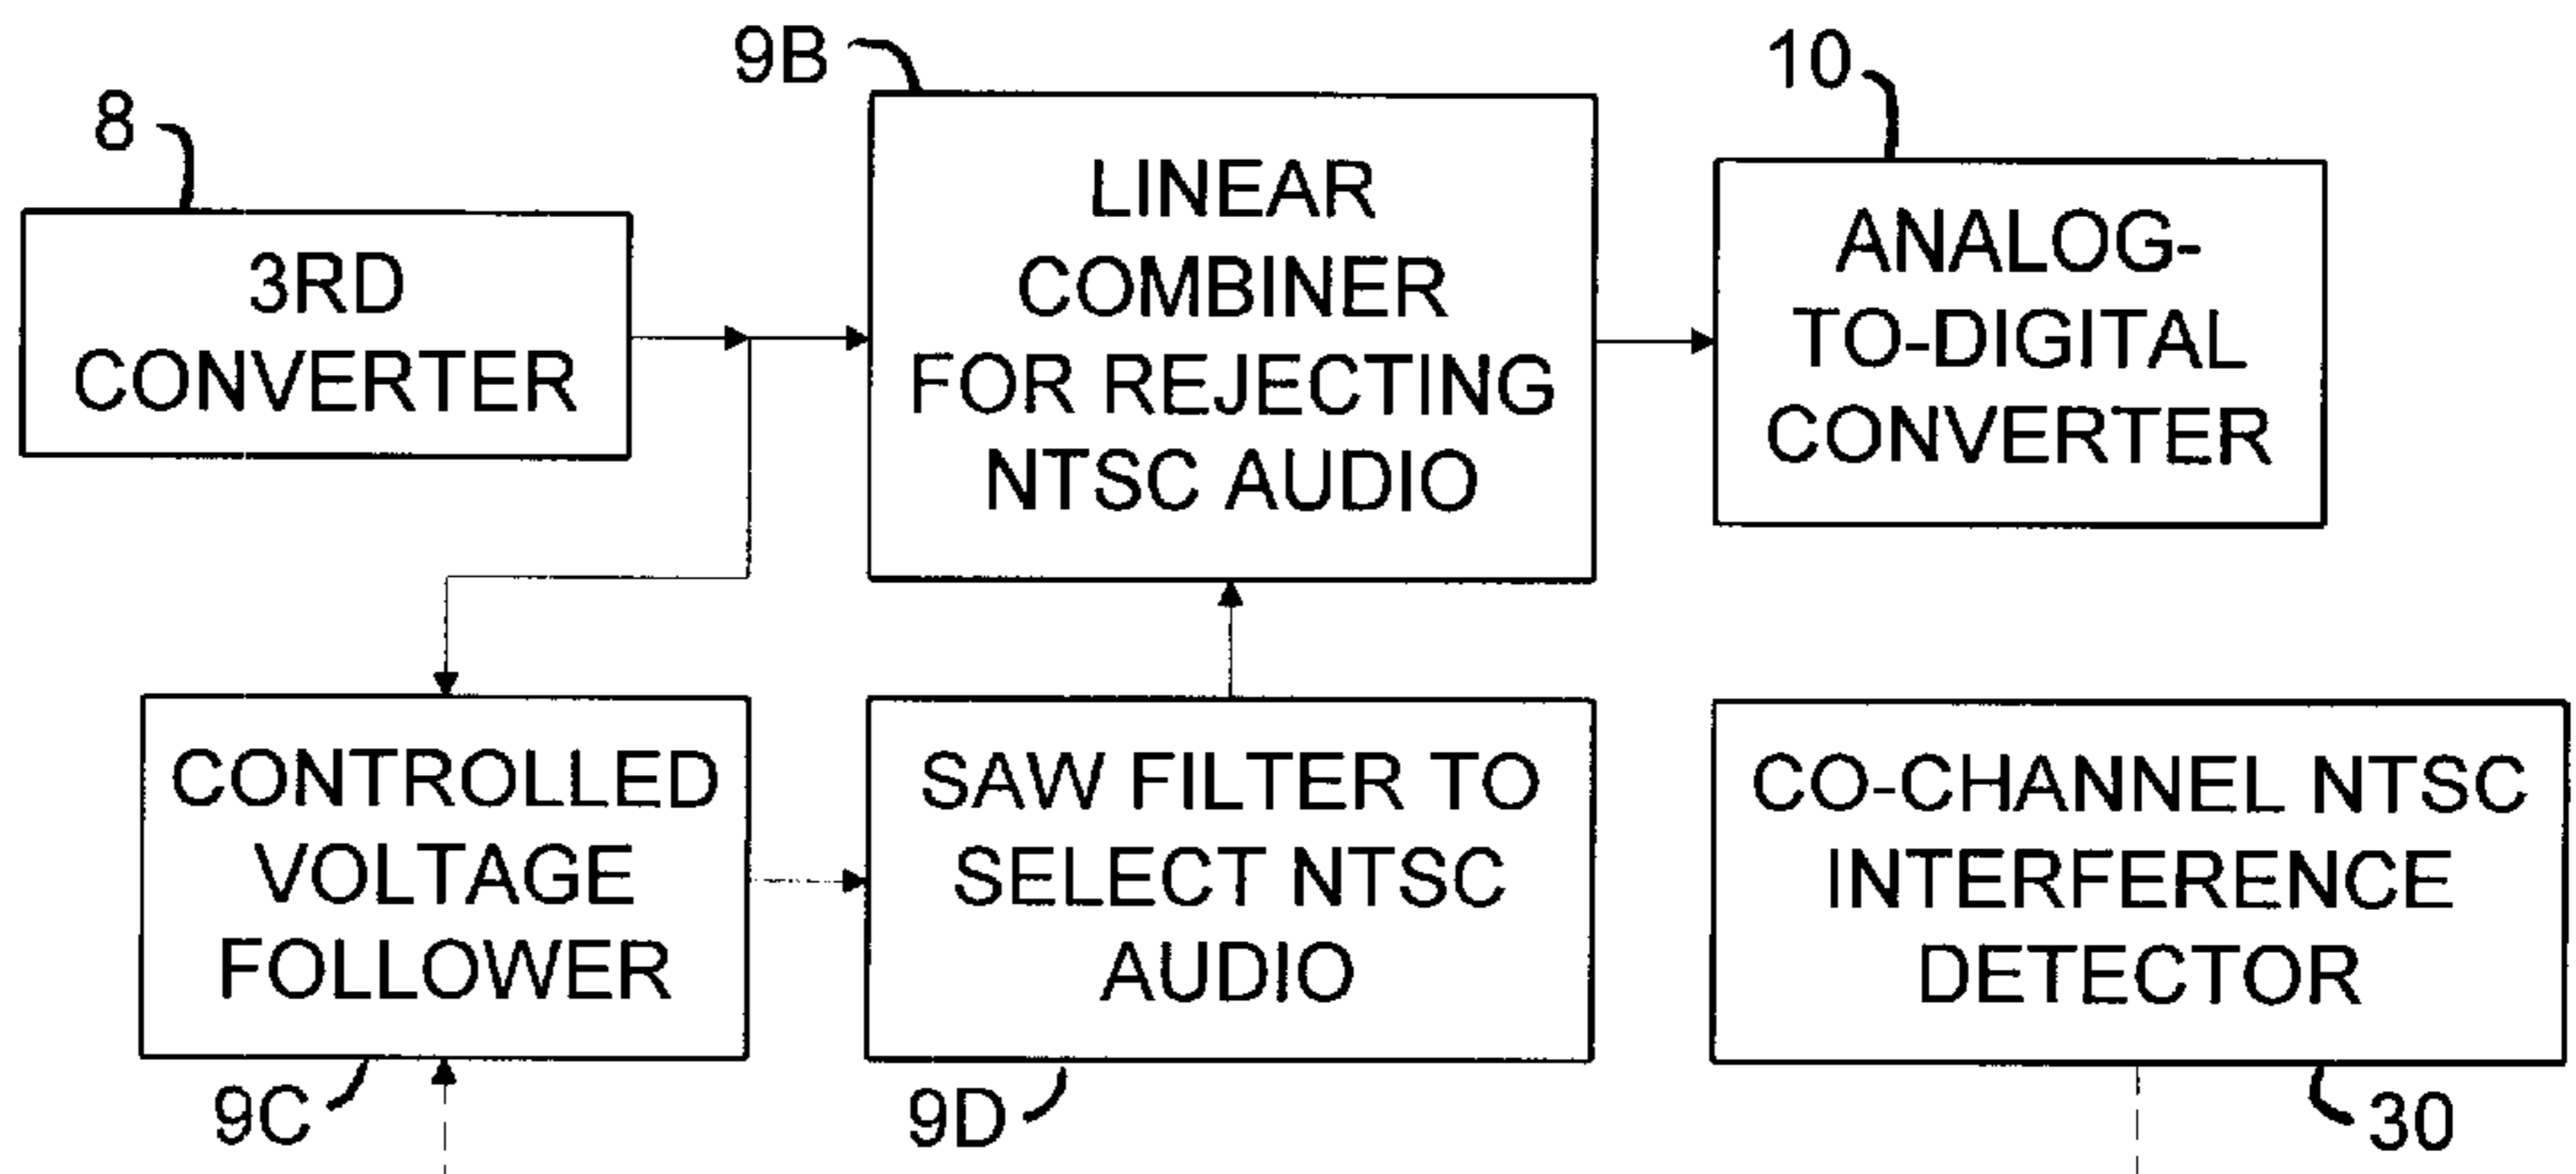 8
3RD
CONVERTER
9B
LINEAR
COMBINER
FOR REJECTING
NTSC AUDIO
10
ANALOG-
TO-DIGITAL
CONVERTER
CONTROLLED
VOLTAGE
FOLLOWER
9C
SAW FILTER TO
SELECT NTSC
AUDIO
9D
CO-CHANNEL NTSC
INTERFERENCE
DETECTOR
30